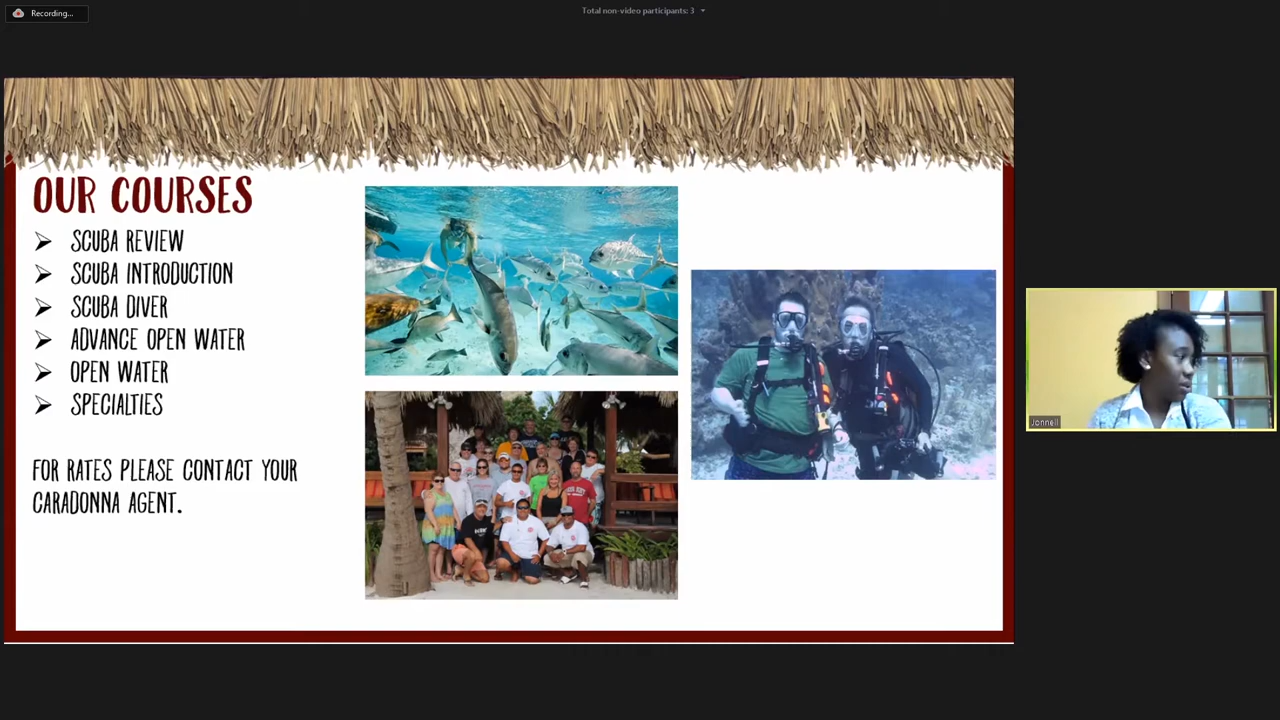 Recording...
Total non-video participants: 3
OUR COURSES
SCUBA REVIEW
SCUBA INTRODUCTION
SCUBA DIVER
ADVANCE OPEN WATER
OPEN WATER
SPECIALTIES
FOR RATES PLEASE CONTACT YOUR
CARADONNA AGENT.
Jonnell